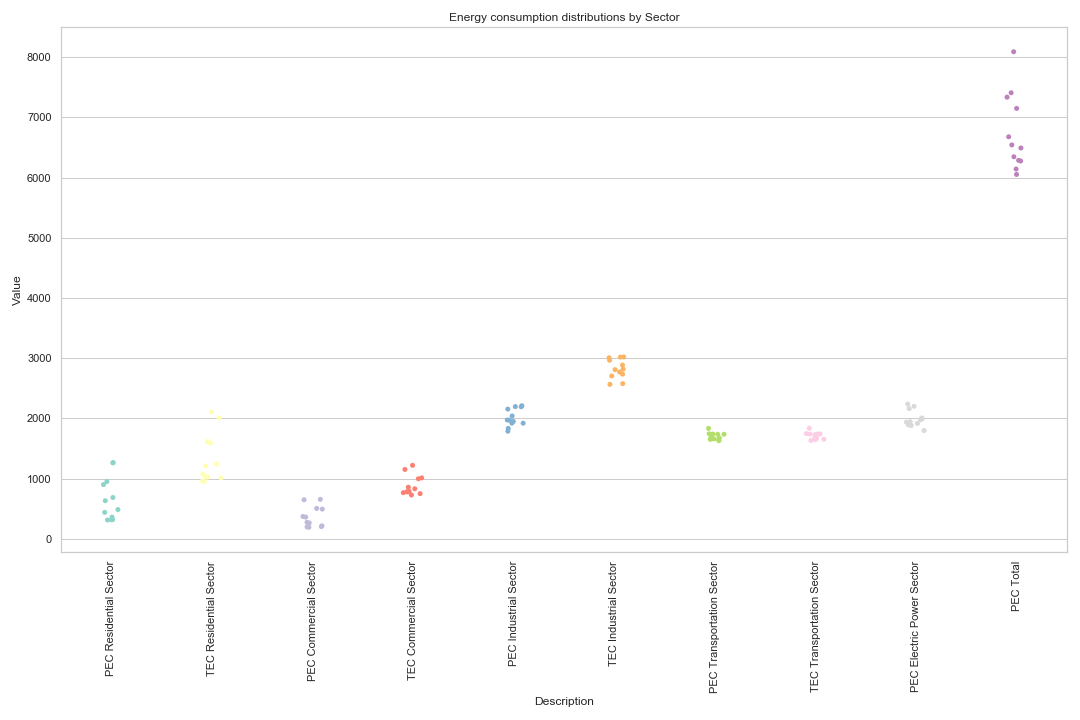 Energy consumption distributions by Sector
8000
7000
6000
5000
4000
3000
2000
1000
0
Value
PEC Residential Sector
TEC Residential Sector
PEC Commercial Sector
TEC Commercial Sector
PEC Industrial Sector
TEC Industrial Sector
PEC Transportation Sector
TEC Transportation Sector
PEC Electric Power Sector
PEC Total
Description